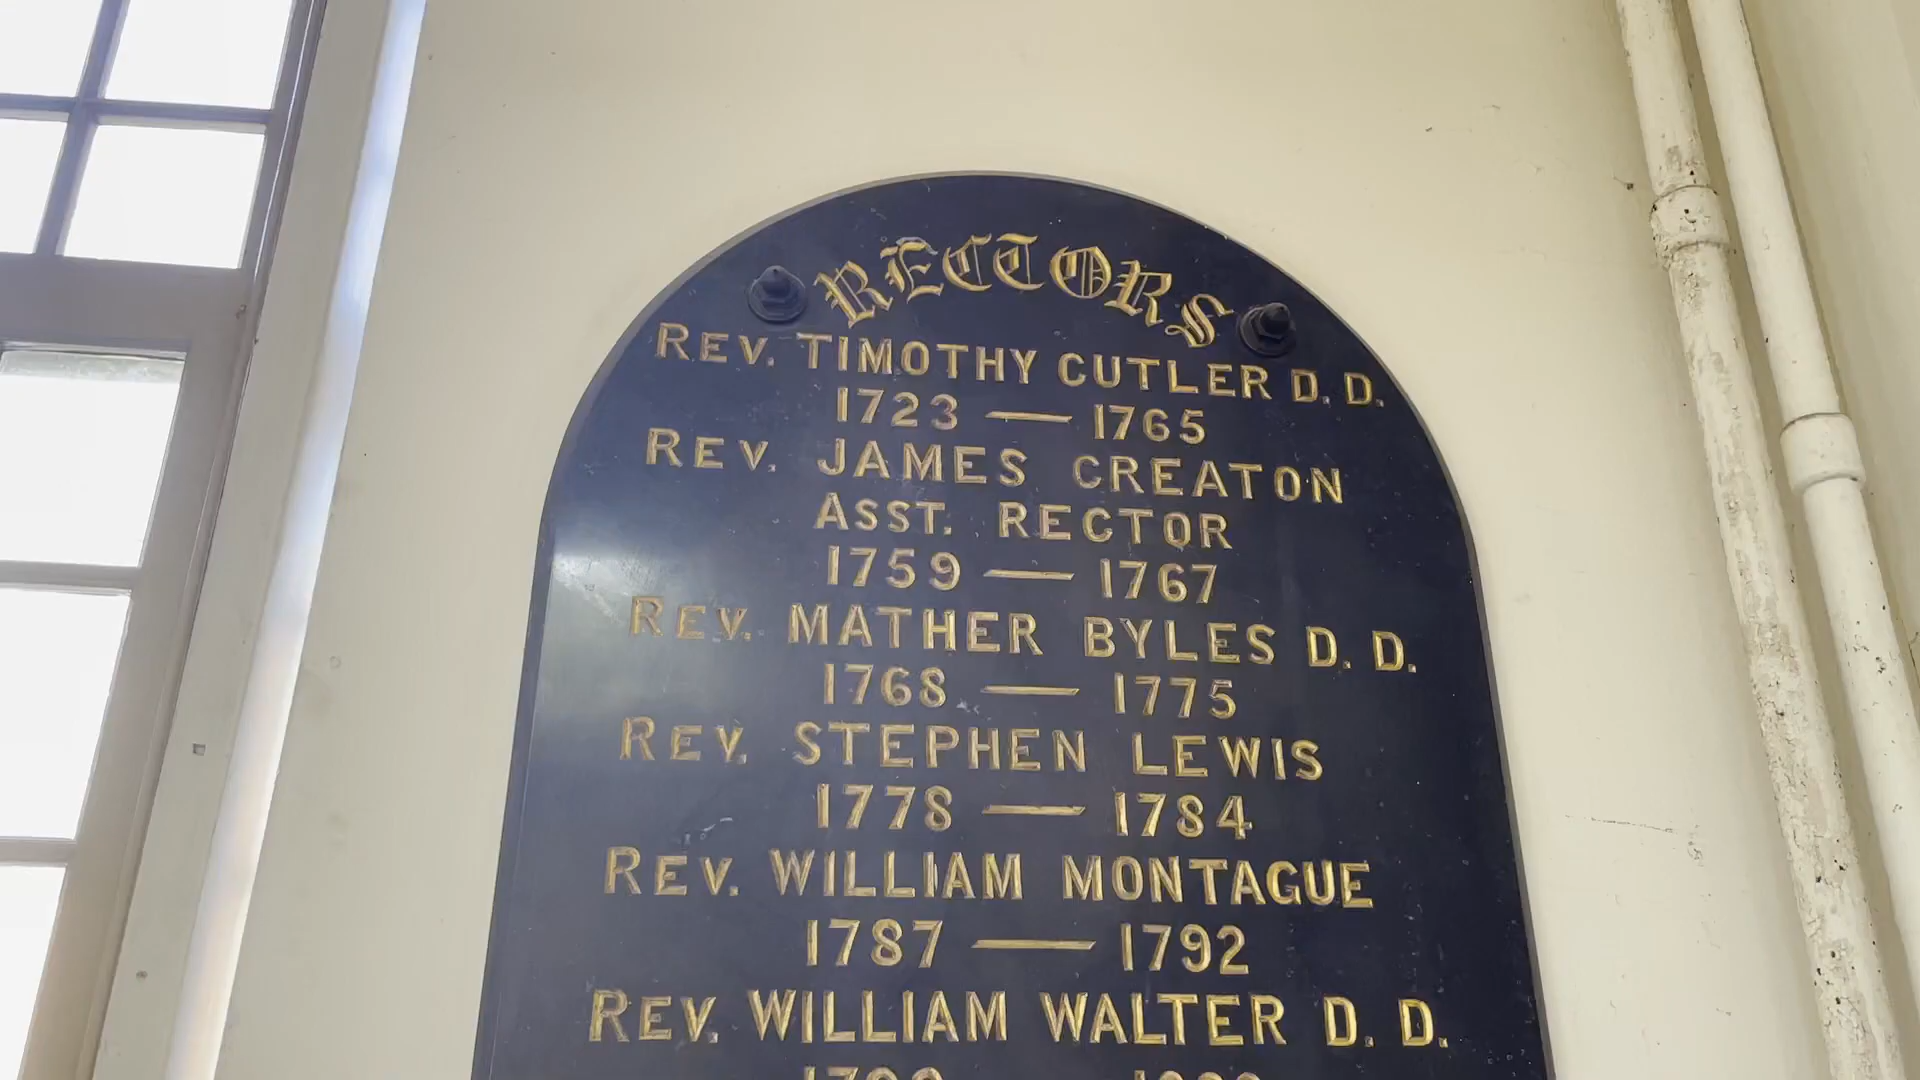 RECTORS
REV. TIMOTHY CUTLER D. D.
1723 — 1765
REV. JAMES CREATON
ASST. RECTOR
1759 — 1767
REV. MATHER BYLES D. D.
1768 — 1775
REV. STEPHEN LEWIS
1778 — 1784
REV. WILLIAM MONTAGUE
1787 — 1792
REV. WILLIAM WALTER D. D.